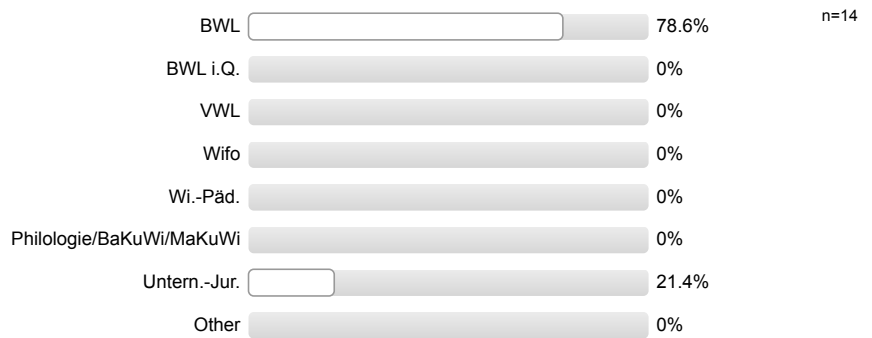 BWL 78.6% n=14
BWL i.Q. 0%
VWL 0%
Wifo 0%
Wi.-Päd. 0%
Philologie/BaKuWi/MaKuWi 0%
Untern.-Jur. 21.4%
Other 0%